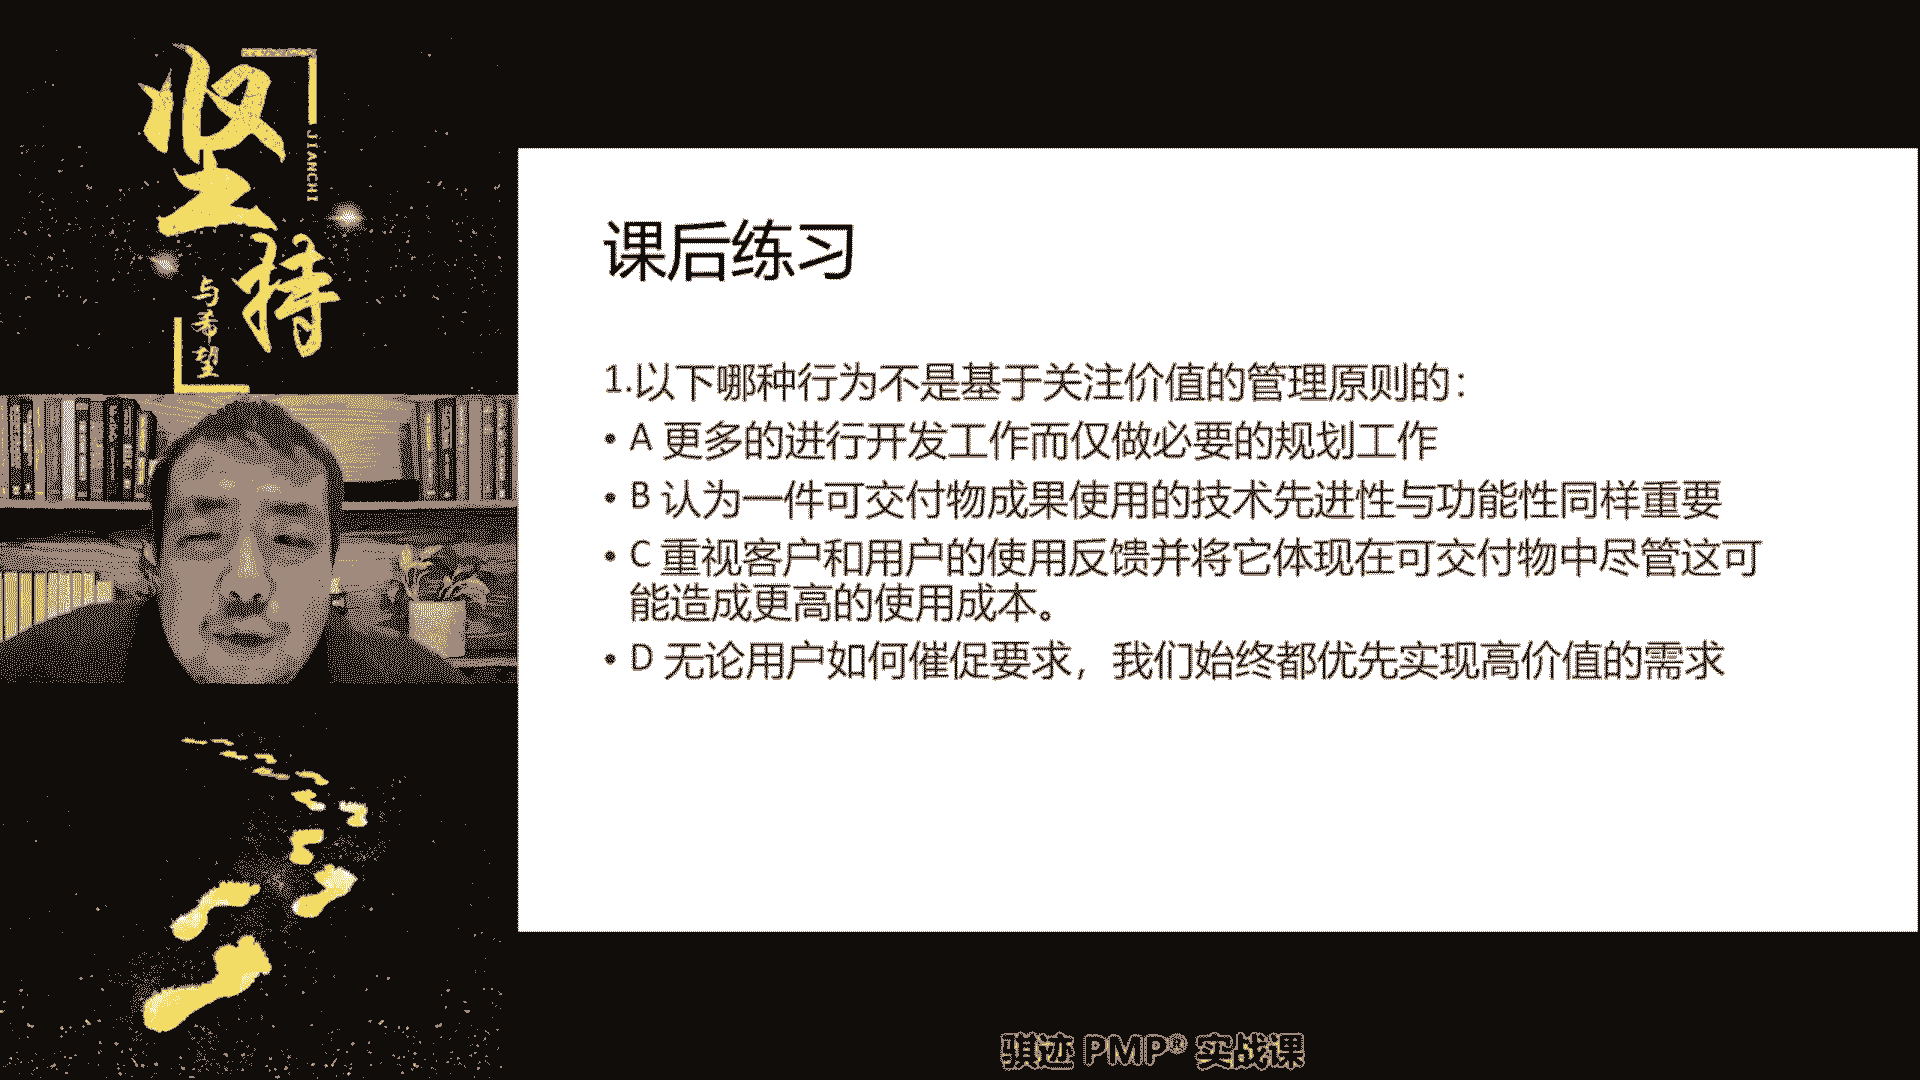 坚持
JIANCHI
与希望
课后练习
1.以下哪种行为不是基于关注价值的管理原则的：
• A 更多的进行开发工作而仅做必要的规划工作
• B 认为一件可交付物成果使用的技术先进性与功能性同样重要
• C 重视客户和用户的使用反馈并将它体现在可交付物中尽管这可
能造成更高的使用成本。
• D 无论用户如何催促要求，我们始终都优先实现高价值的需求
骐迹 PMP® 实战课